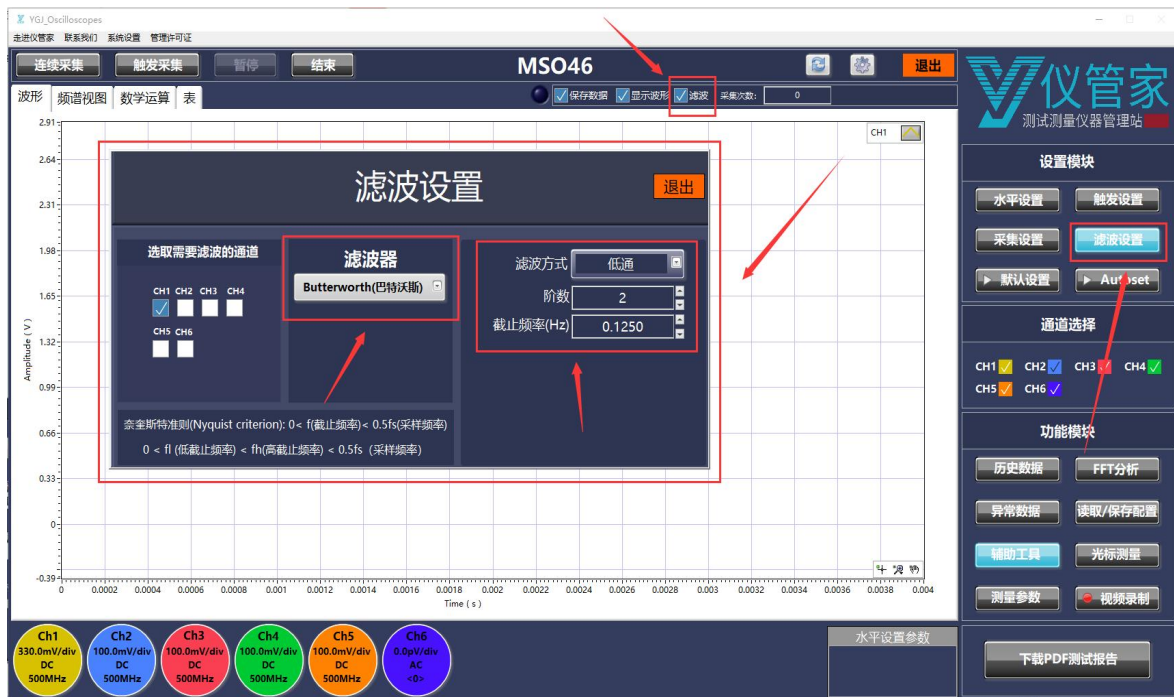 YGJ_Oscilloscopes
走进仪管家 联系我们 系统设置 管理许可证
连续采集 触发采集 暂停 结束 MSO46 退出
波形 频谱视图 数学运算 表 保存数据 显示波形 滤波 采集次数: 0
仪管家
测试测量仪器管理站
CH1
滤波设置 退出
选取需要滤波的通道
CH1 CH2 CH3 CH4
CH5 CH6
滤波器
Butterworth(巴特沃斯)
滤波方式 低通
阶数 2
截止频率(Hz) 0.1250
奈奎斯特准则(Nyquist criterion): 0< f(截止频率)< 0.5fs(采样频率)
0 < fl (低截止频率) < fh(高截止频率) < 0.5fs (采样频率)
Amplitude ( V )
2.91
2.64
2.31
1.98
1.65
1.32
0.99
0.66
0.33
0
-0.39
0 0.0002 0.0004 0.0006 0.0008 0.001 0.0012 0.0014 0.0016 0.0018 0.002 0.0022 0.0024 0.0026 0.0028 0.003 0.0032 0.0034 0.0036 0.0038 0.004
Time ( s )
设置模块
水平设置 触发设置
采集设置 滤波设置
默认设置 Autoset
通道选择
CH1 CH2 CH3 CH4
CH5 CH6
功能模块
历史数据 FFT分析
异常数据 读取/保存配置
辅助工具 光标测量
测量参数 视频录制
下载PDF测试报告
Ch1
330.0mV/div
DC
500MHz
Ch2
100.0mV/div
DC
500MHz
Ch3
100.0mV/div
DC
500MHz
Ch4
100.0mV/div
DC
500MHz
Ch5
100.0mV/div
DC
500MHz
Ch6
0.0pV/div
AC
<0>
水平设置参数